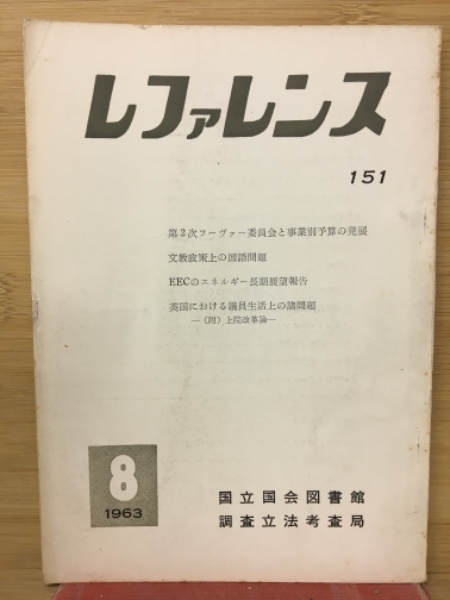 レファレンス
151
第2次フーヴァー委員会と事業別予算の発展
文教政策上の国語問題
EECのエネルギー長期展望報告
英国における議員生活上の諸問題
―(附)上院改革論―
8
1963
国立国会図書館
調査立法考査局